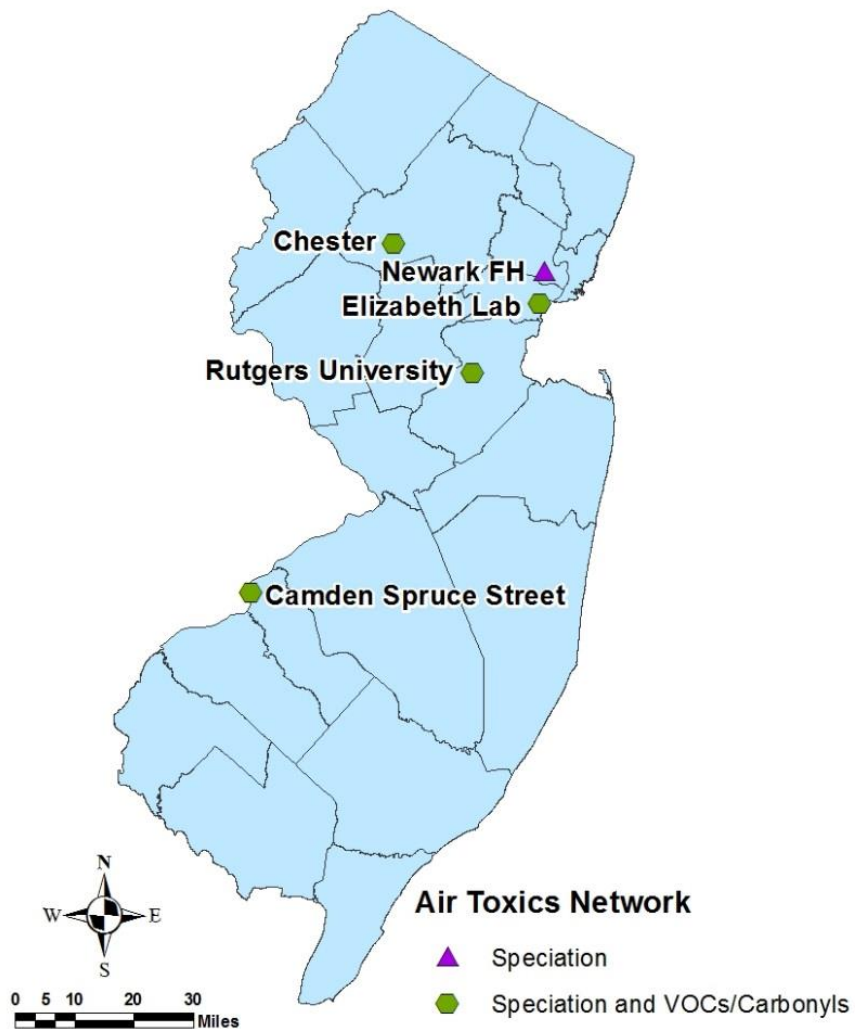 Chester
Newark FH
Elizabeth Lab
Rutgers University
Camden Spruce Street
N
W E
S
0 5 10 20 30
Miles
Air Toxics Network
Speciation
Speciation and VOCs/Carbonyls